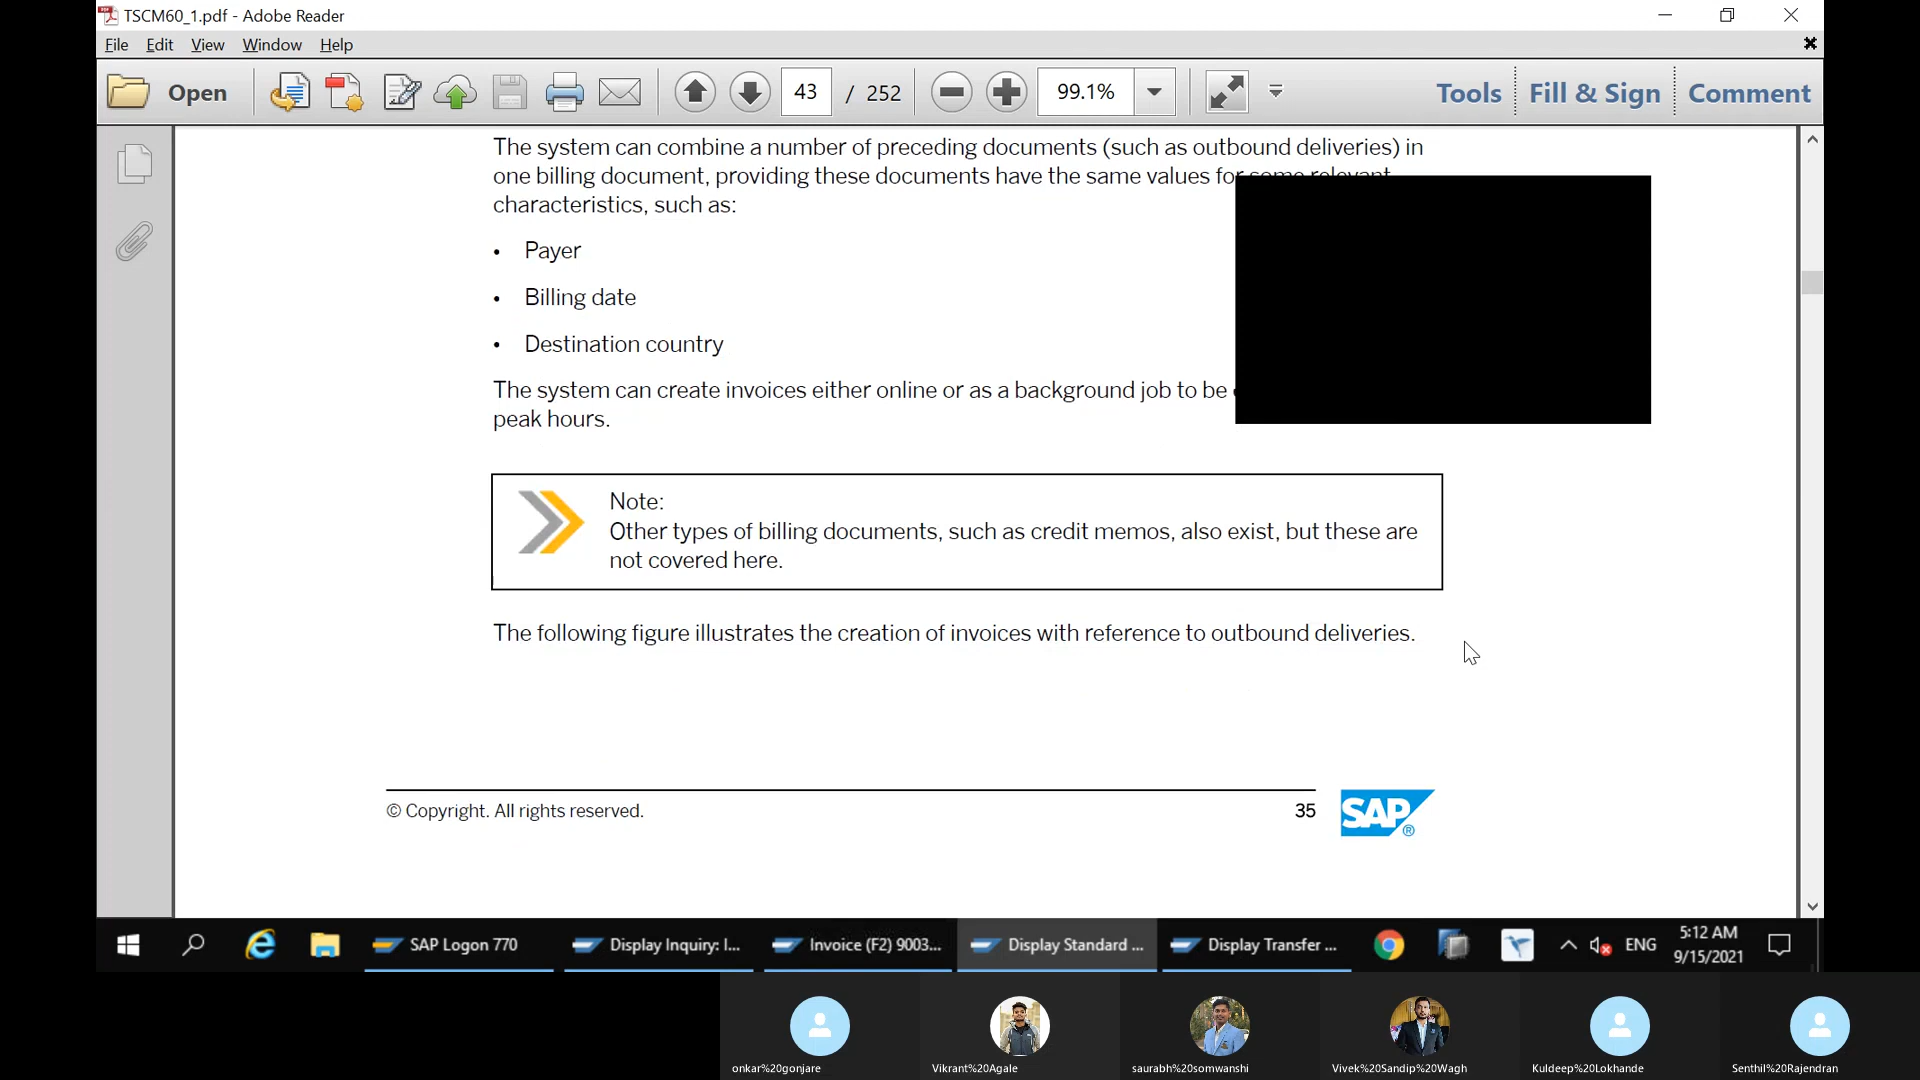 TSCM60_1.pdf - Adobe Reader
File Edit View Window Help
Open 43 / 252 99.1% Tools Fill & Sign Comment
The system can combine a number of preceding documents (such as outbound deliveries) in
one billing document, providing these documents have the same values for some relevant
characteristics, such as:
• Payer
• Billing date
• Destination country
The system can create invoices either online or as a background job to be
peak hours.
Note:
Other types of billing documents, such as credit memos, also exist, but these are
not covered here.
The following figure illustrates the creation of invoices with reference to outbound deliveries.
© Copyright. All rights reserved. 35 SAP®
SAP Logon 770 Display Inquiry: I... Invoice (F2) 9003... Display Standard ... Display Transfer ... ENG 5:12 AM
9/15/2021
onkar%20gonjare Vikrant%20Agale saurabh%20somwanshi Vivek%20Sandip%20Wagh Kuldeep%20Lokhande Senthil%20Rajendran